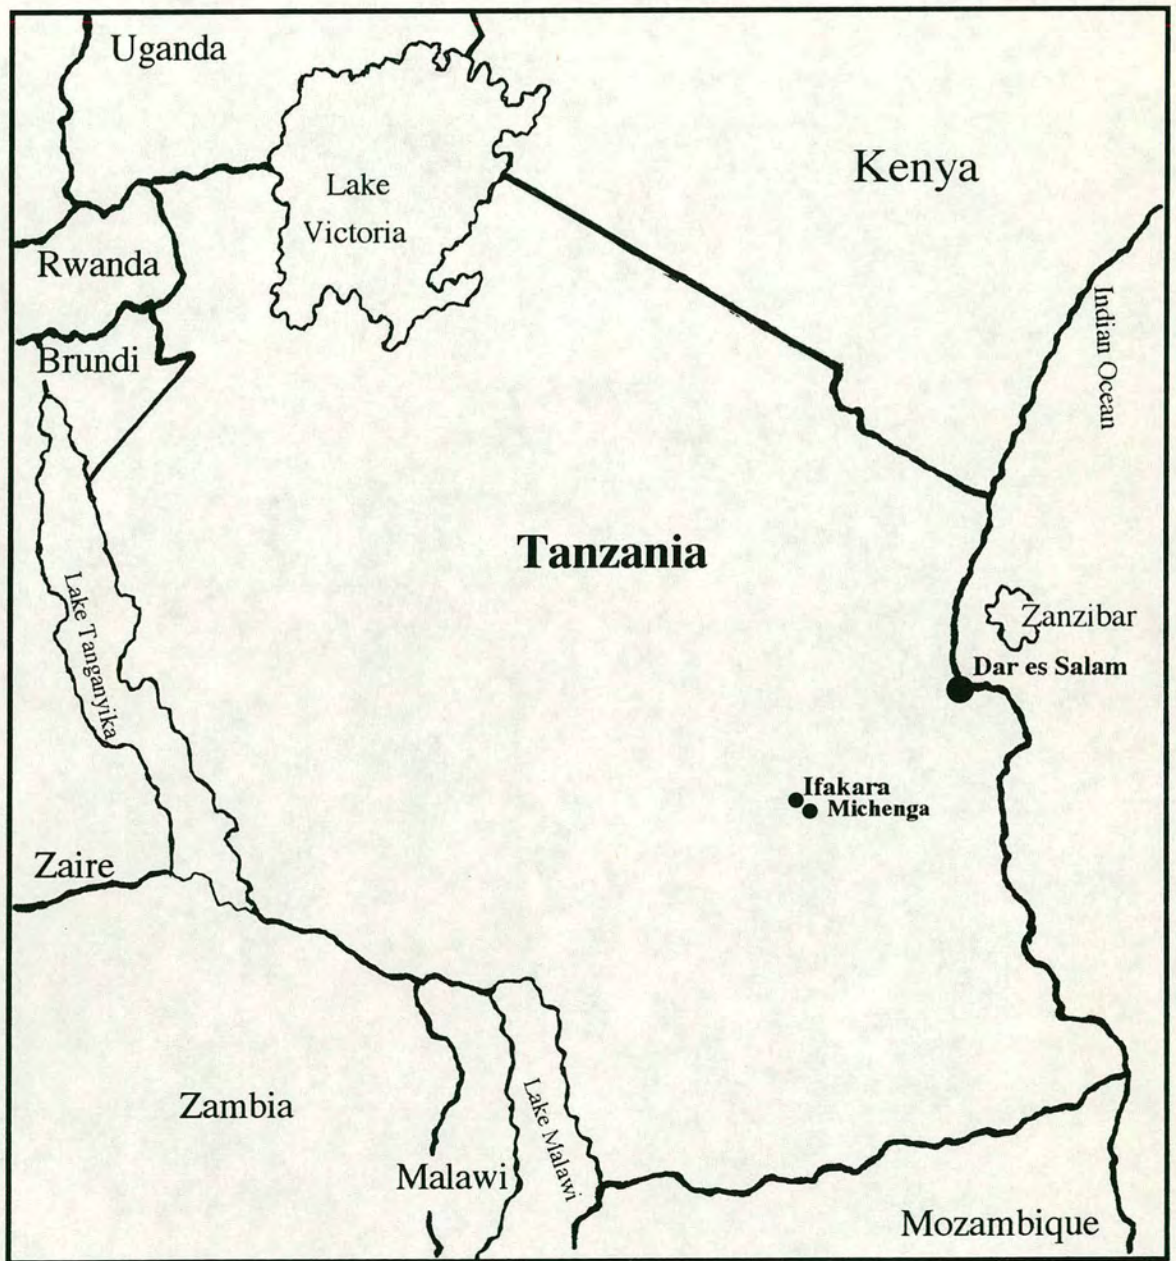 Uganda
Kenya
Lake
Victoria
Rwanda
Indian Ocean
Brundi
Tanzania
Lake Tanganyika
Zanzibar
Dar es Salam
Ifakara
Michenga
Zaire
Zambia
Lake Malawi
Malawi
Mozambique